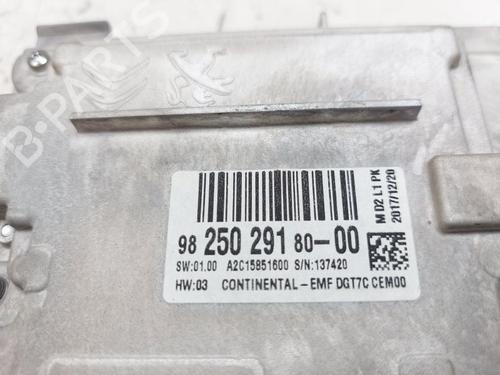 B-PARTS
98 250 291 80-00
SW:01.00 A2C15851600 S/N:137420
HW:03 CONTINENTAL-EMF DGT7C CEM00
M D2 L1 PK
2017/12/20